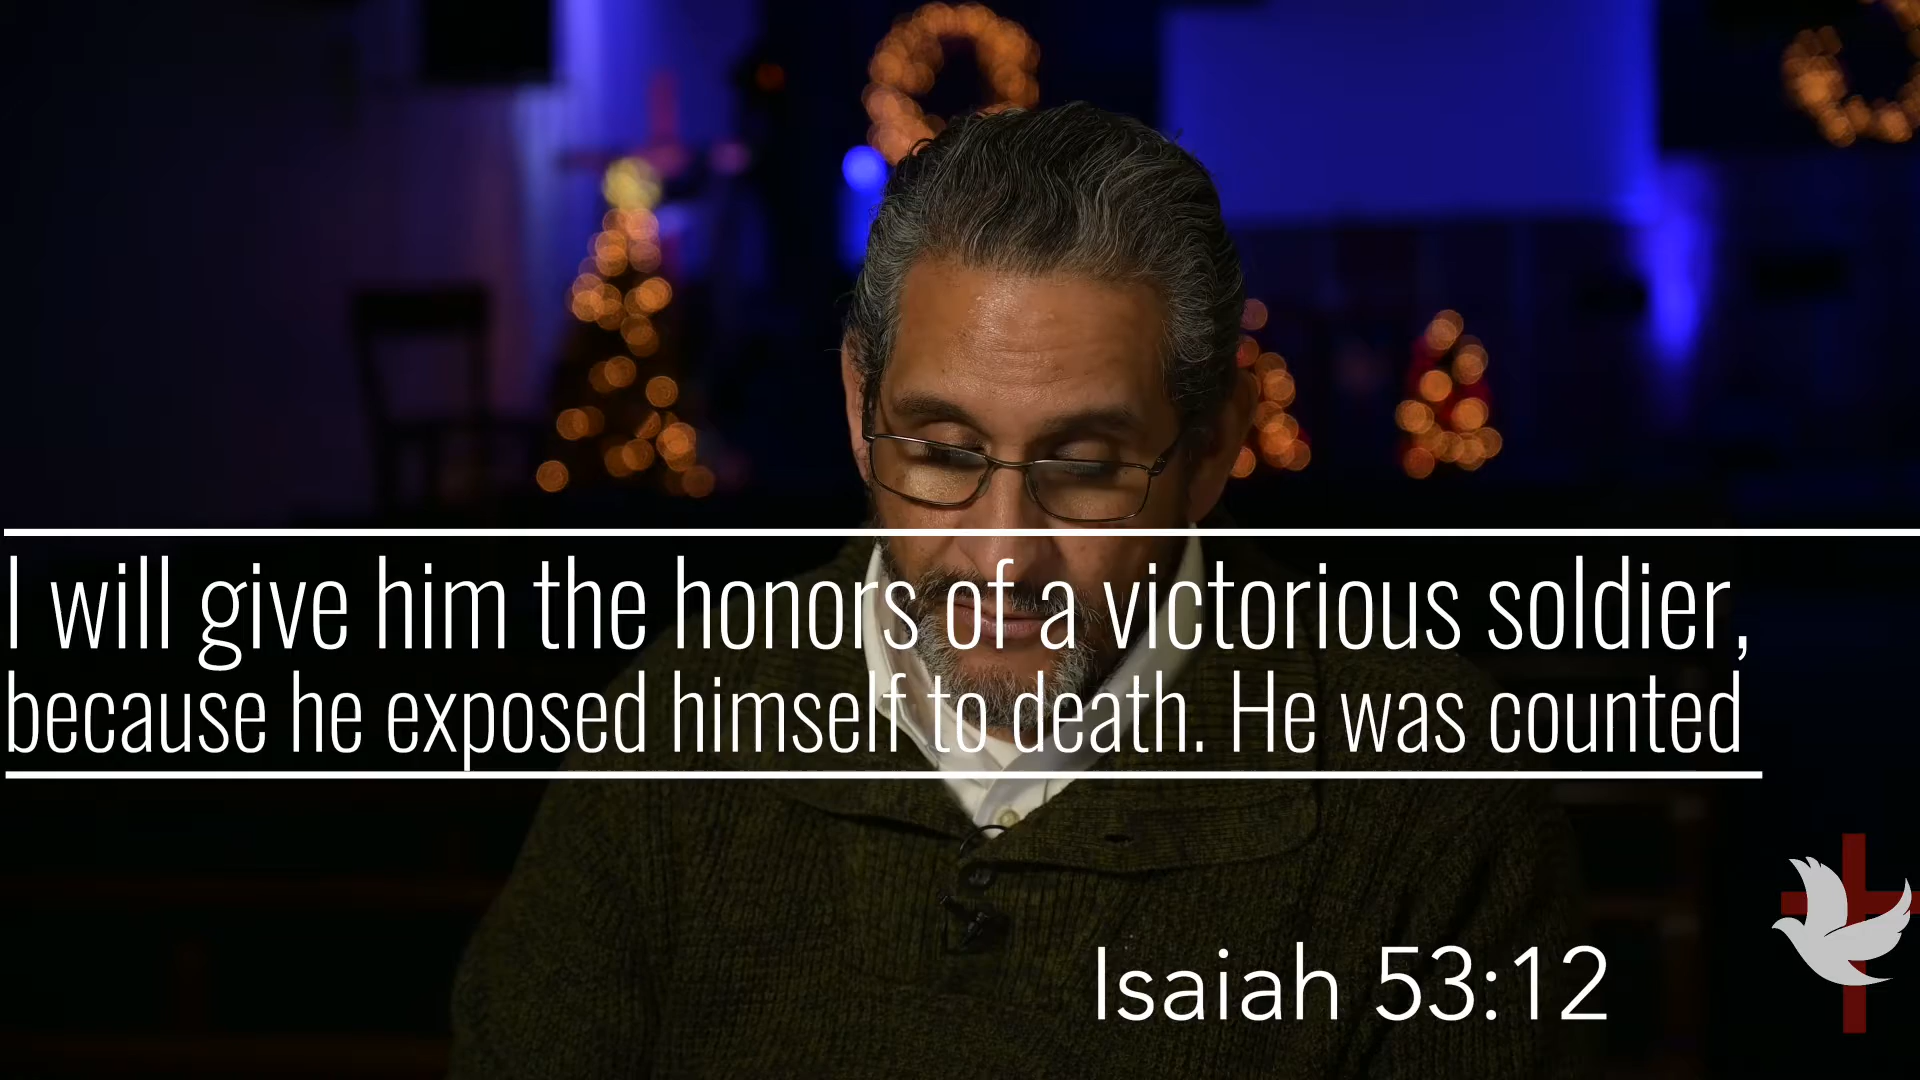 I will give him the honors of a victorious soldier,
because he exposed himself to death. He was counted
Isaiah 53:12